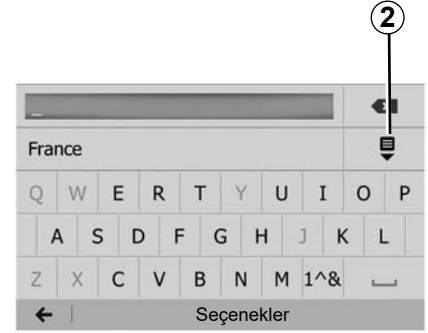 2
_
France
Q W E R T Y U I O P
A S D F G H J K L
Z X C V B N M 1^&
Seçenekler